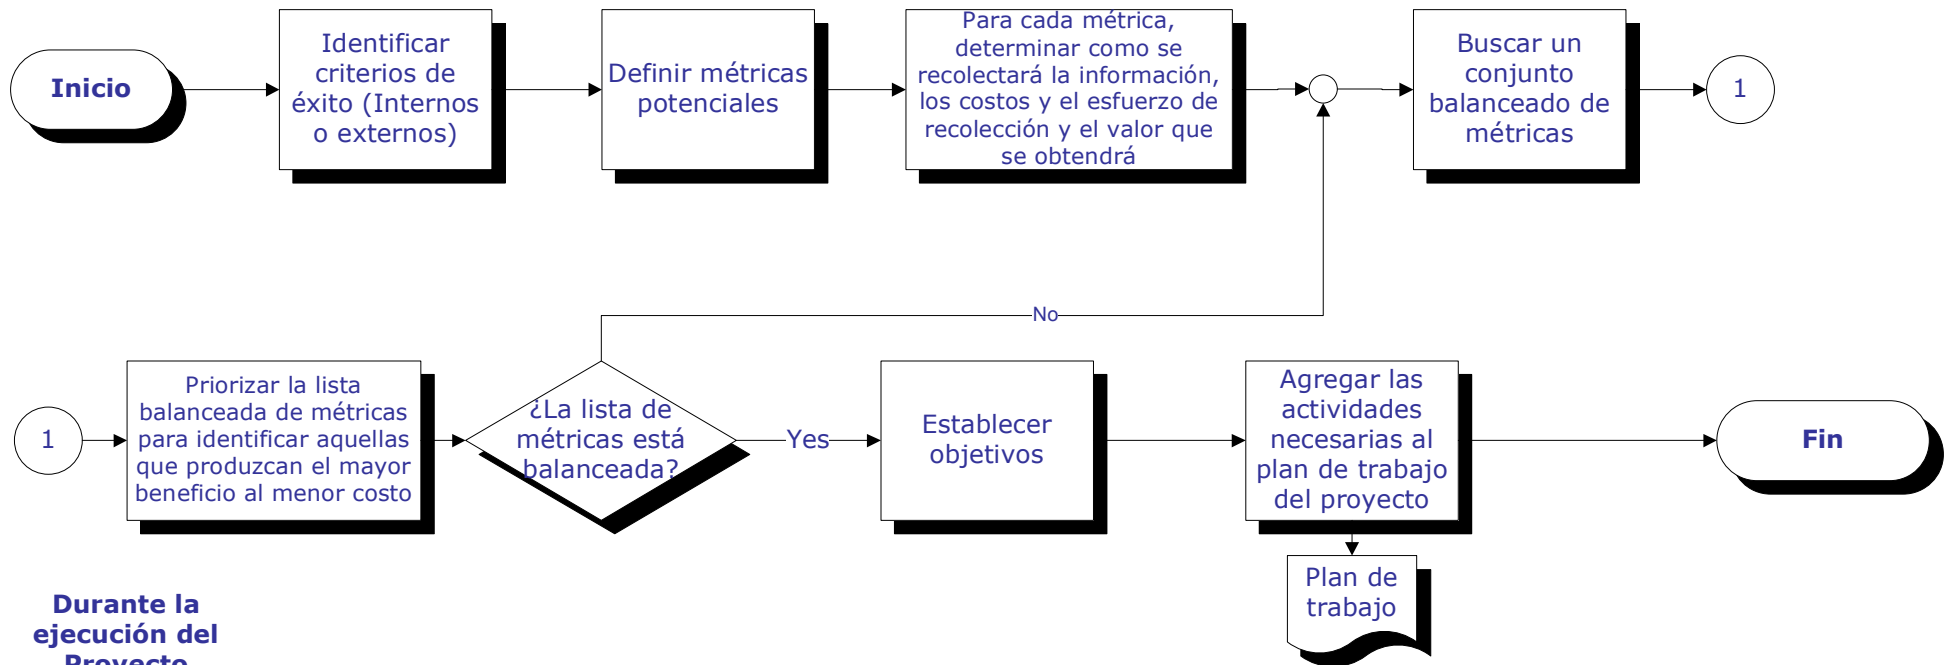 Inicio
Identificar
criterios de
éxito (Internos
o externos)
Definir métricas
potenciales
Para cada métrica,
determinar como se
recolectará la información,
los costos y el esfuerzo de
recolección y el valor que
se obtendrá
Buscar un
conjunto
balanceado de
métricas
1
No
1
Priorizar la lista
balanceada de métricas
para identificar aquellas
que produzcan el mayor
beneficio al menor costo
¿La lista de
métricas está
balanceada?
Yes
Establecer
objetivos
Agregar las
actividades
necesarias al
plan de trabajo
del proyecto
Fin
Plan de
trabajo
Durante la
ejecución del
Proyecto